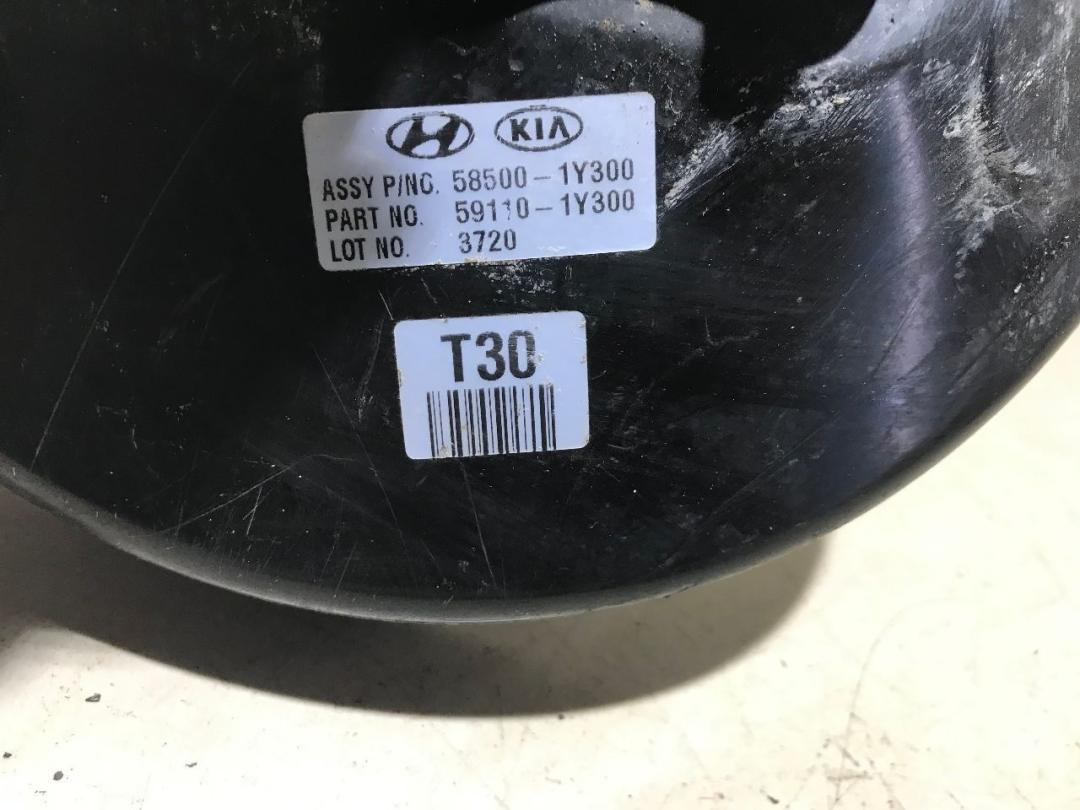 KIA
ASSY P/NO. 58500-1Y300
PART NO. 59110-1Y300
LOT NO. 3720
T30